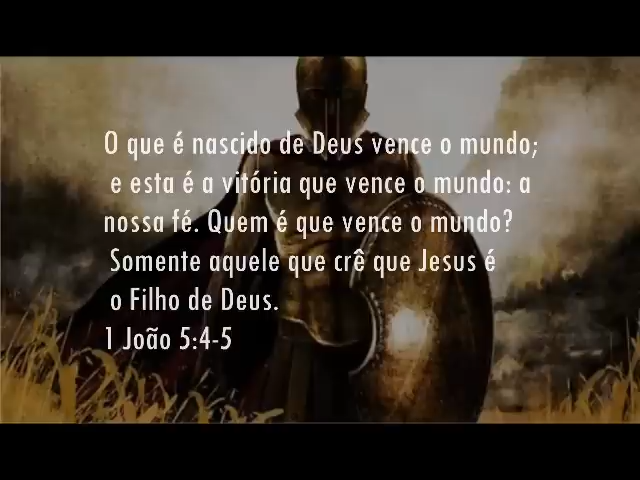 O que é nascido de Deus vence o mundo;
e esta é a vitória que vence o mundo: a
nossa fé. Quem é que vence o mundo?
Somente aquele que crê que Jesus é
o Filho de Deus.
1 João 5:4-5